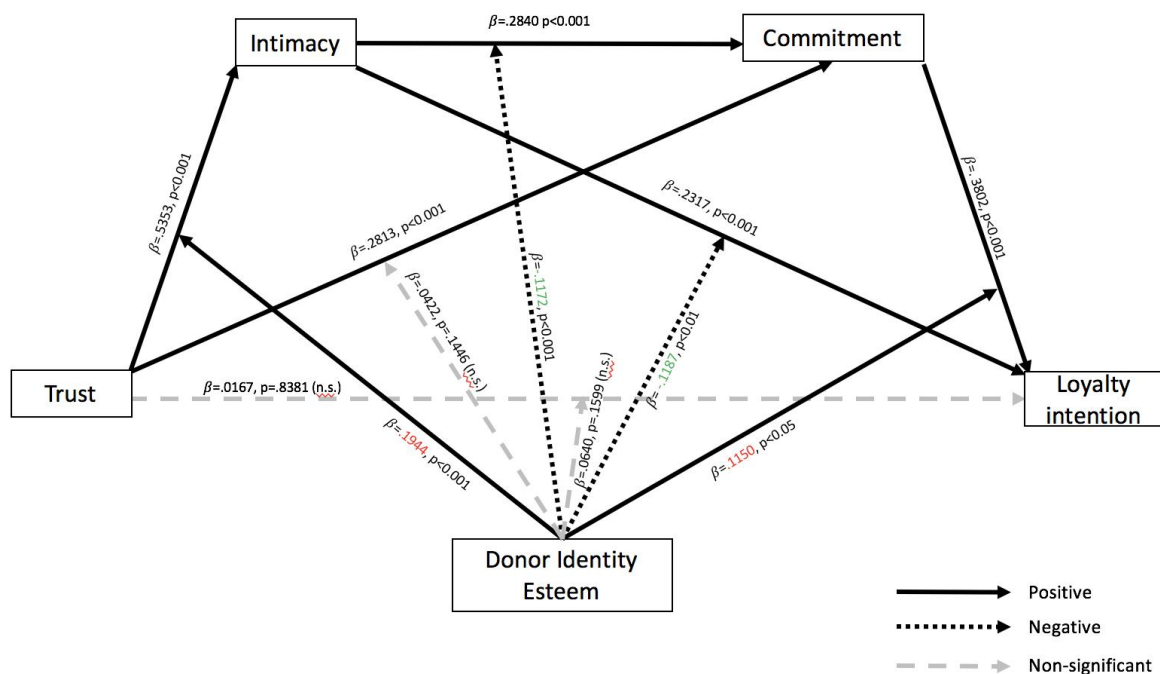 β=.2840 p<0.001
Intimacy
Commitment
β=.5353, p<0.001
β=.2813, p<0.001
β=.2317, p<0.001
β=.3802, p<0.001
β=.0422, p=.1446 (n.s.)
β=-.1172, p<0.001
β=.0640, p=.1599 (n.s.)
β= -.1187, p<0.01
Trust
β=.0167, p=.8381 (n.s.)
Loyalty
intention
β=.1944, p<0.001
β=.1150, p<0.05
Donor Identity
Esteem
Positive
Negative
Non-significant